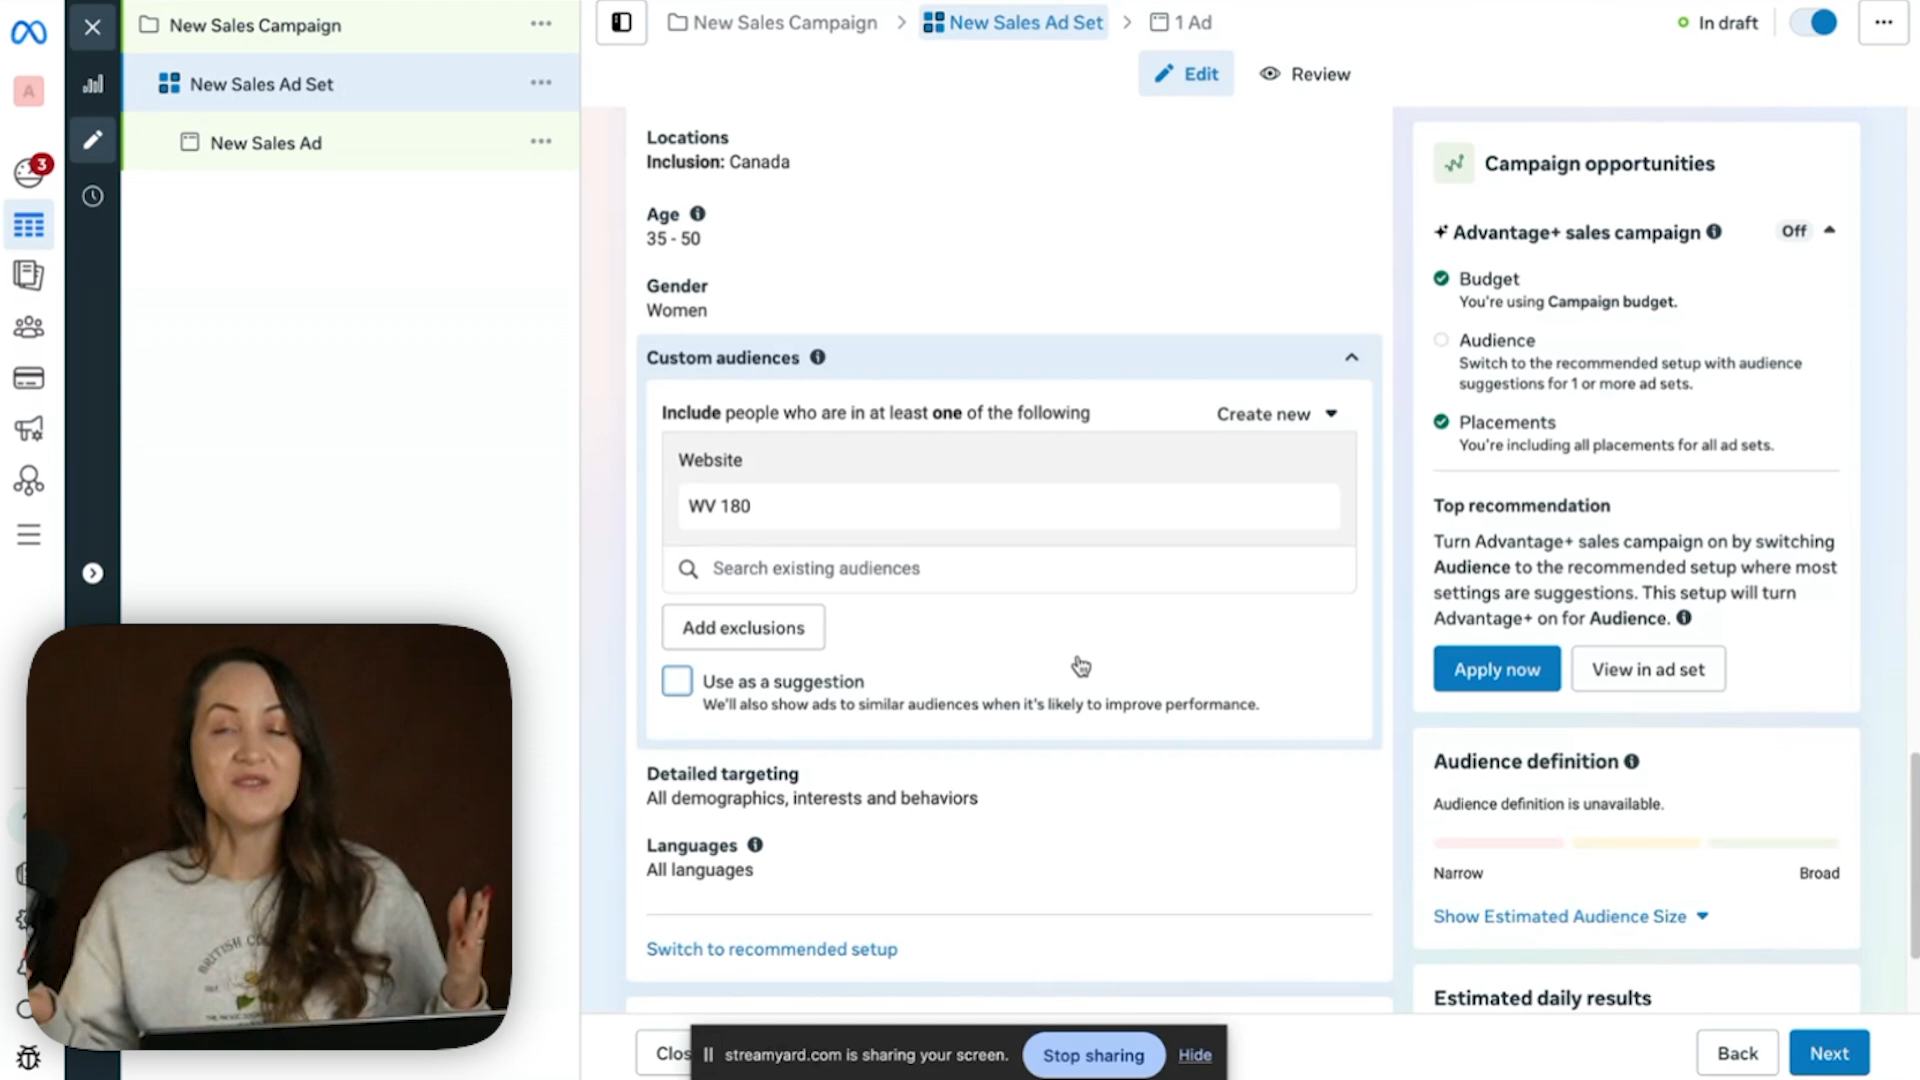 New Sales Campaign
New Sales Ad Set
New Sales Ad
A
3
New Sales Campaign > New Sales Ad Set > 1 Ad
In draft
Edit
Review
Locations
Inclusion: Canada
Age
35 - 50
Gender
Women
Custom audiences
Include people who are in at least one of the following
Create new
Website
WV 180
Search existing audiences
Add exclusions
Use as a suggestion
We'll also show ads to similar audiences when it's likely to improve performance.
Detailed targeting
All demographics, interests and behaviors
Languages
All languages
Switch to recommended setup
Campaign opportunities
Advantage+ sales campaign
Off
Budget
You're using Campaign budget.
Audience
Switch to the recommended setup with audience
suggestions for 1 or more ad sets.
Placements
You're including all placements for all ad sets.
Top recommendation
Turn Advantage+ sales campaign on by switching
Audience to the recommended setup where most
settings are suggestions. This setup will turn
Advantage+ on for Audience.
Apply now
View in ad set
Audience definition
Audience definition is unavailable.
Narrow
Broad
Show Estimated Audience Size
Estimated daily results
Clos
streamyard.com is sharing your screen.
Stop sharing
Hide
Back
Next
BRITISH CO